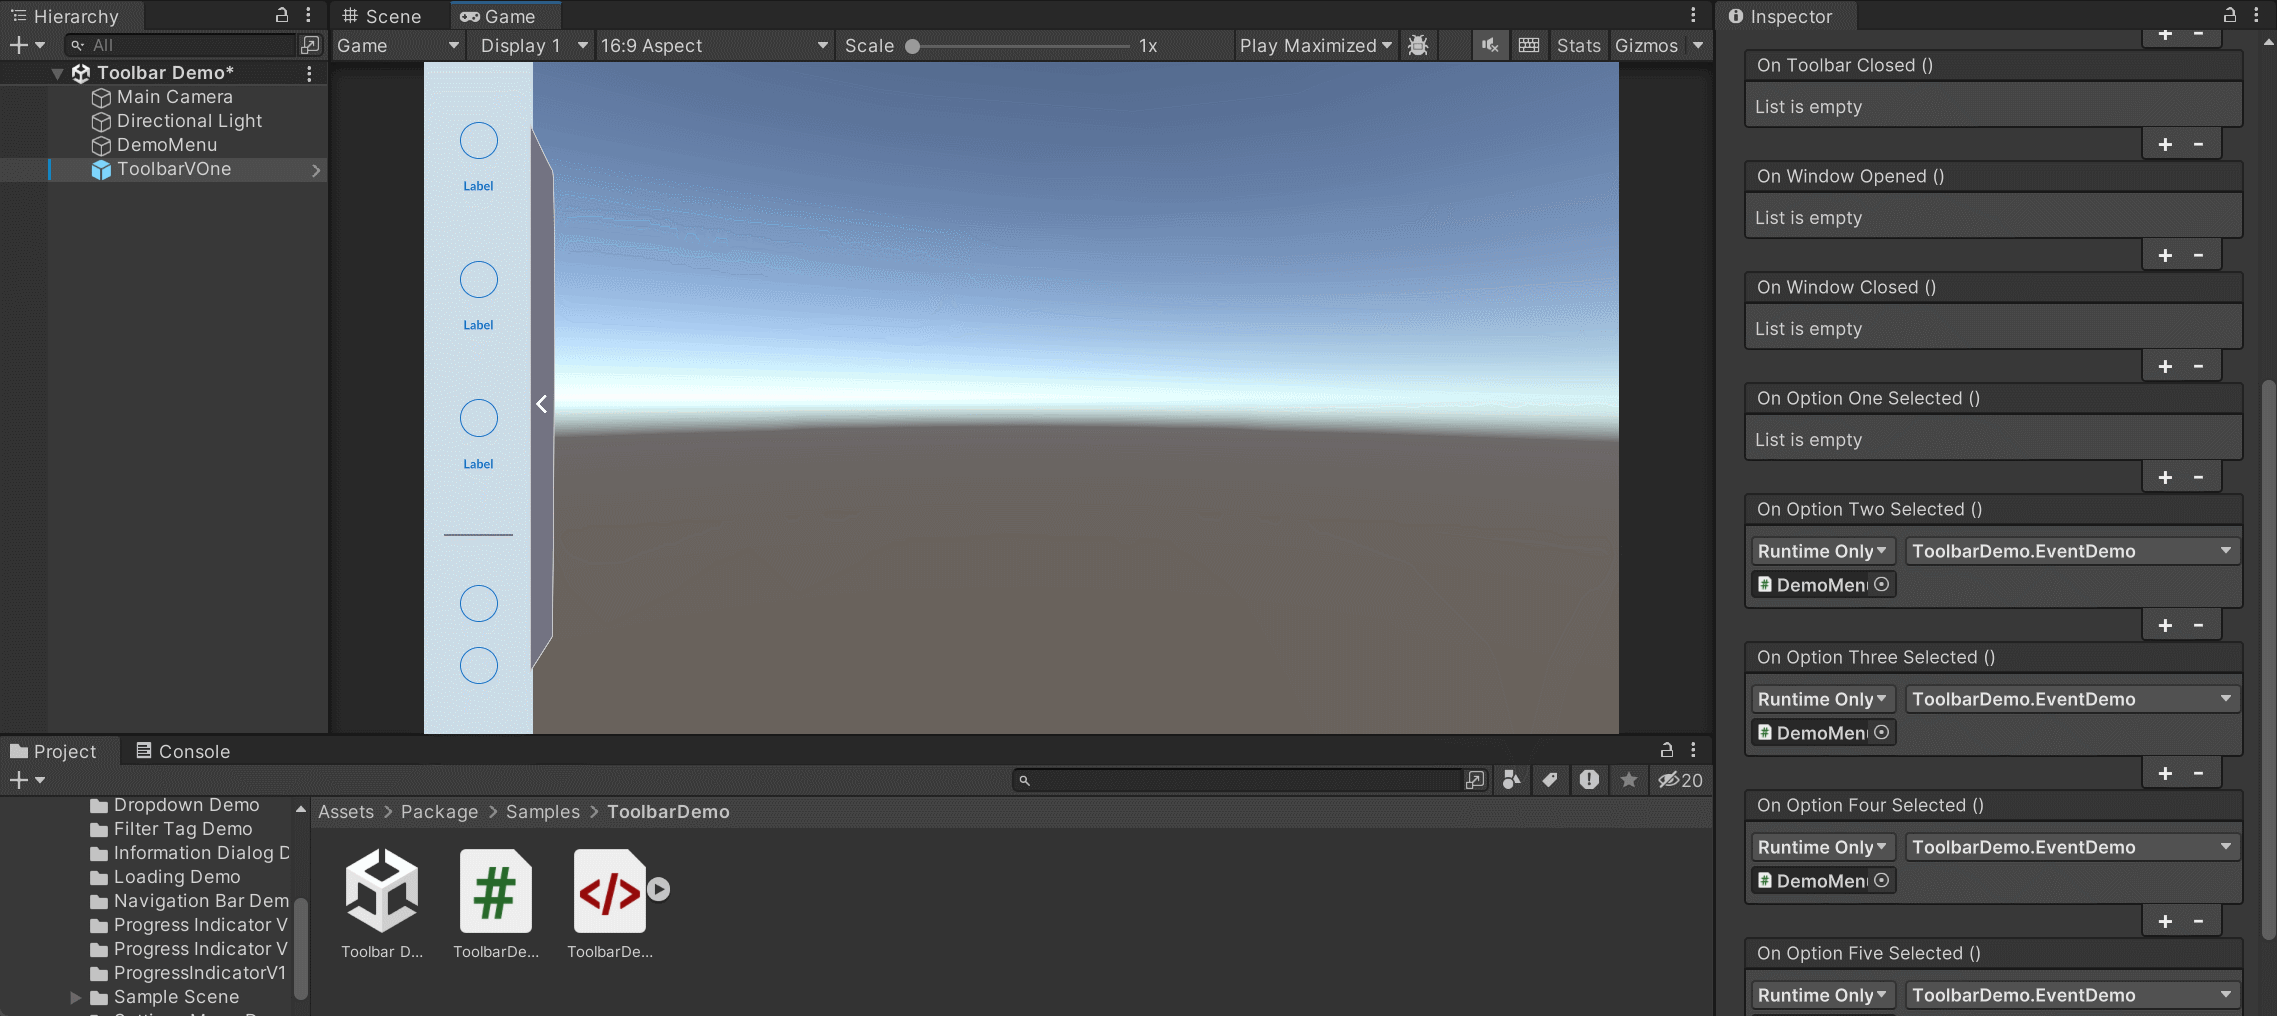 Hierarchy
All
Toolbar Demo*
Main Camera
Directional Light
DemoMenu
ToolbarVOne
Scene
Game
Game
Display 1
16:9 Aspect
Scale
1x
Play Maximized
Stats
Gizmos
Label
Label
Label
Inspector
On Toolbar Closed ()
List is empty
+ -
On Window Opened ()
List is empty
+ -
On Window Closed ()
List is empty
+ -
On Option One Selected ()
List is empty
+ -
On Option Two Selected ()
Runtime Only
ToolbarDemo.EventDemo
DemoMenu
+ -
On Option Three Selected ()
Runtime Only
ToolbarDemo.EventDemo
DemoMenu
+ -
On Option Four Selected ()
Runtime Only
ToolbarDemo.EventDemo
DemoMenu
+ -
On Option Five Selected ()
Runtime Only
ToolbarDemo.EventDemo
Project
Console
20
Dropdown Demo
Filter Tag Demo
Information Dialog D
Loading Demo
Navigation Bar Dem
Progress Indicator V
Progress Indicator V
ProgressIndicatorV1
Sample Scene
Assets > Package > Samples > ToolbarDemo
Toolbar D...
ToolbarDe...
ToolbarDe...